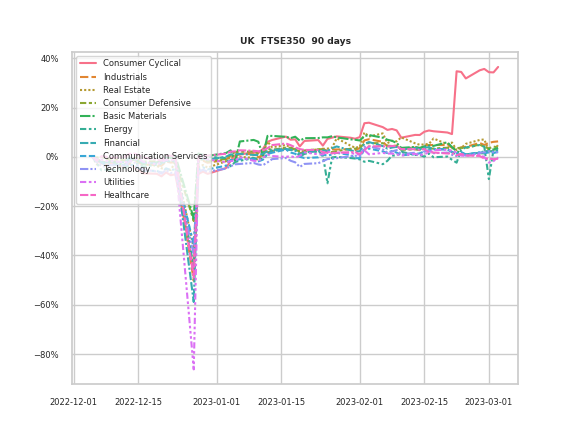 UK FTSE350 90 days
40%
20%
0%
−20%
−40%
−60%
−80%
Consumer Cyclical
Industrials
Real Estate
Consumer Defensive
Basic Materials
Energy
Financial
Communication Services
Technology
Utilities
Healthcare
2022-12-01
2022-12-15
2023-01-01
2023-01-15
2023-02-01
2023-02-15
2023-03-01